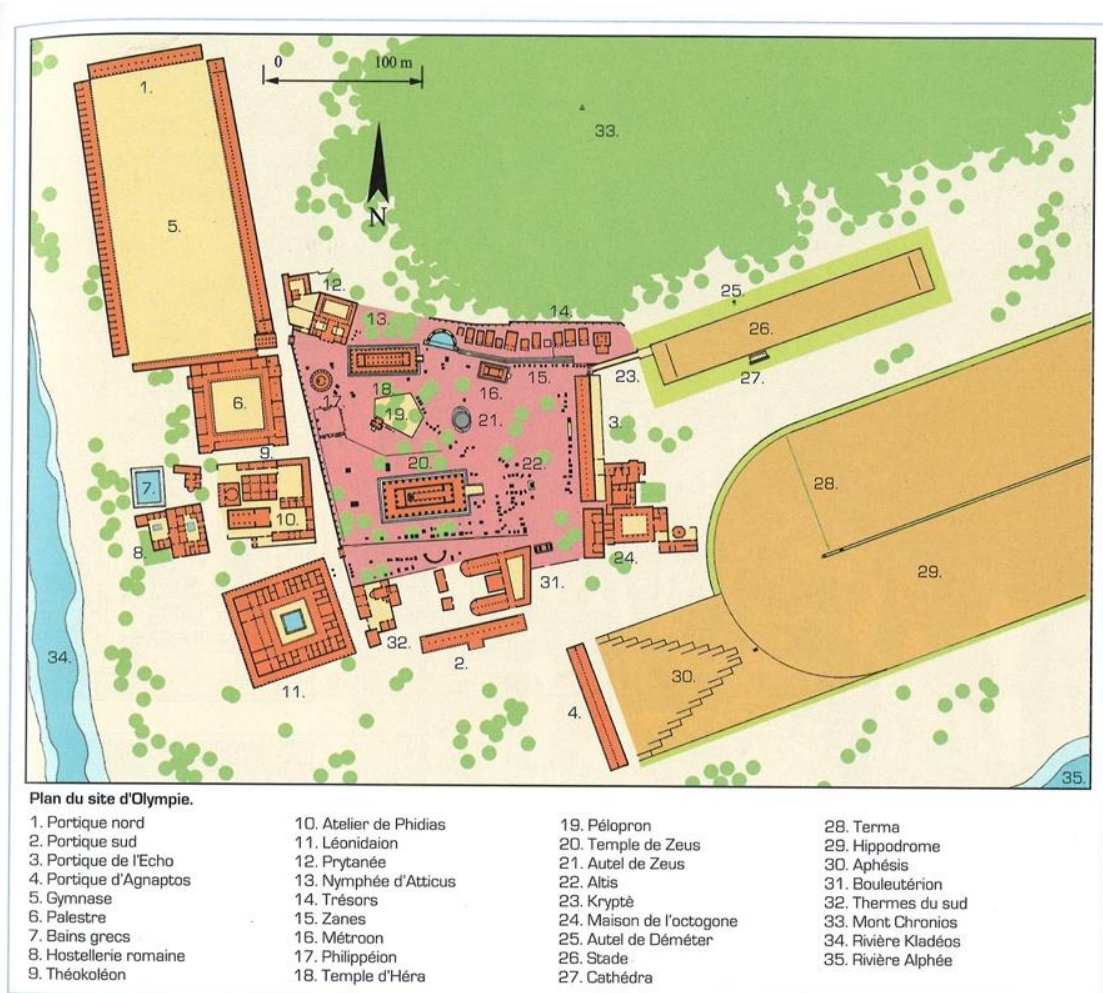 0 100 m
1.
33.
N
5.
12.
13.
14.
25.
26.
18.
16.
15.
23.
27.
17.
19.
21.
3.
6.
9.
20.
22.
28.
7.
10.
8.
24.
29.
31.
34.
11.
32.
2.
30.
4.
35.
Plan du site d'Olympie.
1. Portique nord
2. Portique sud
3. Portique de l'Echo
4. Portique d'Agnaptos
5. Gymnase
6. Palestre
7. Bains grecs
8. Hostellerie romaine
9. Théokoléon
10. Atelier de Phidias
11. Léonidaion
12. Prytanée
13. Nymphée d'Atticus
14. Trésors
15. Zanes
16. Métroon
17. Philippéion
18. Temple d'Héra
19. Pélopron
20. Temple de Zeus
21. Autel de Zeus
22. Altis
23. Kryptè
24. Maison de l'octogone
25. Autel de Déméter
26. Stade
27. Cathédra
28. Terma
29. Hippodrome
30. Aphésis
31. Bouleutérion
32. Thermes du sud
33. Mont Chronios
34. Rivière Kladéos
35. Rivière Alphée